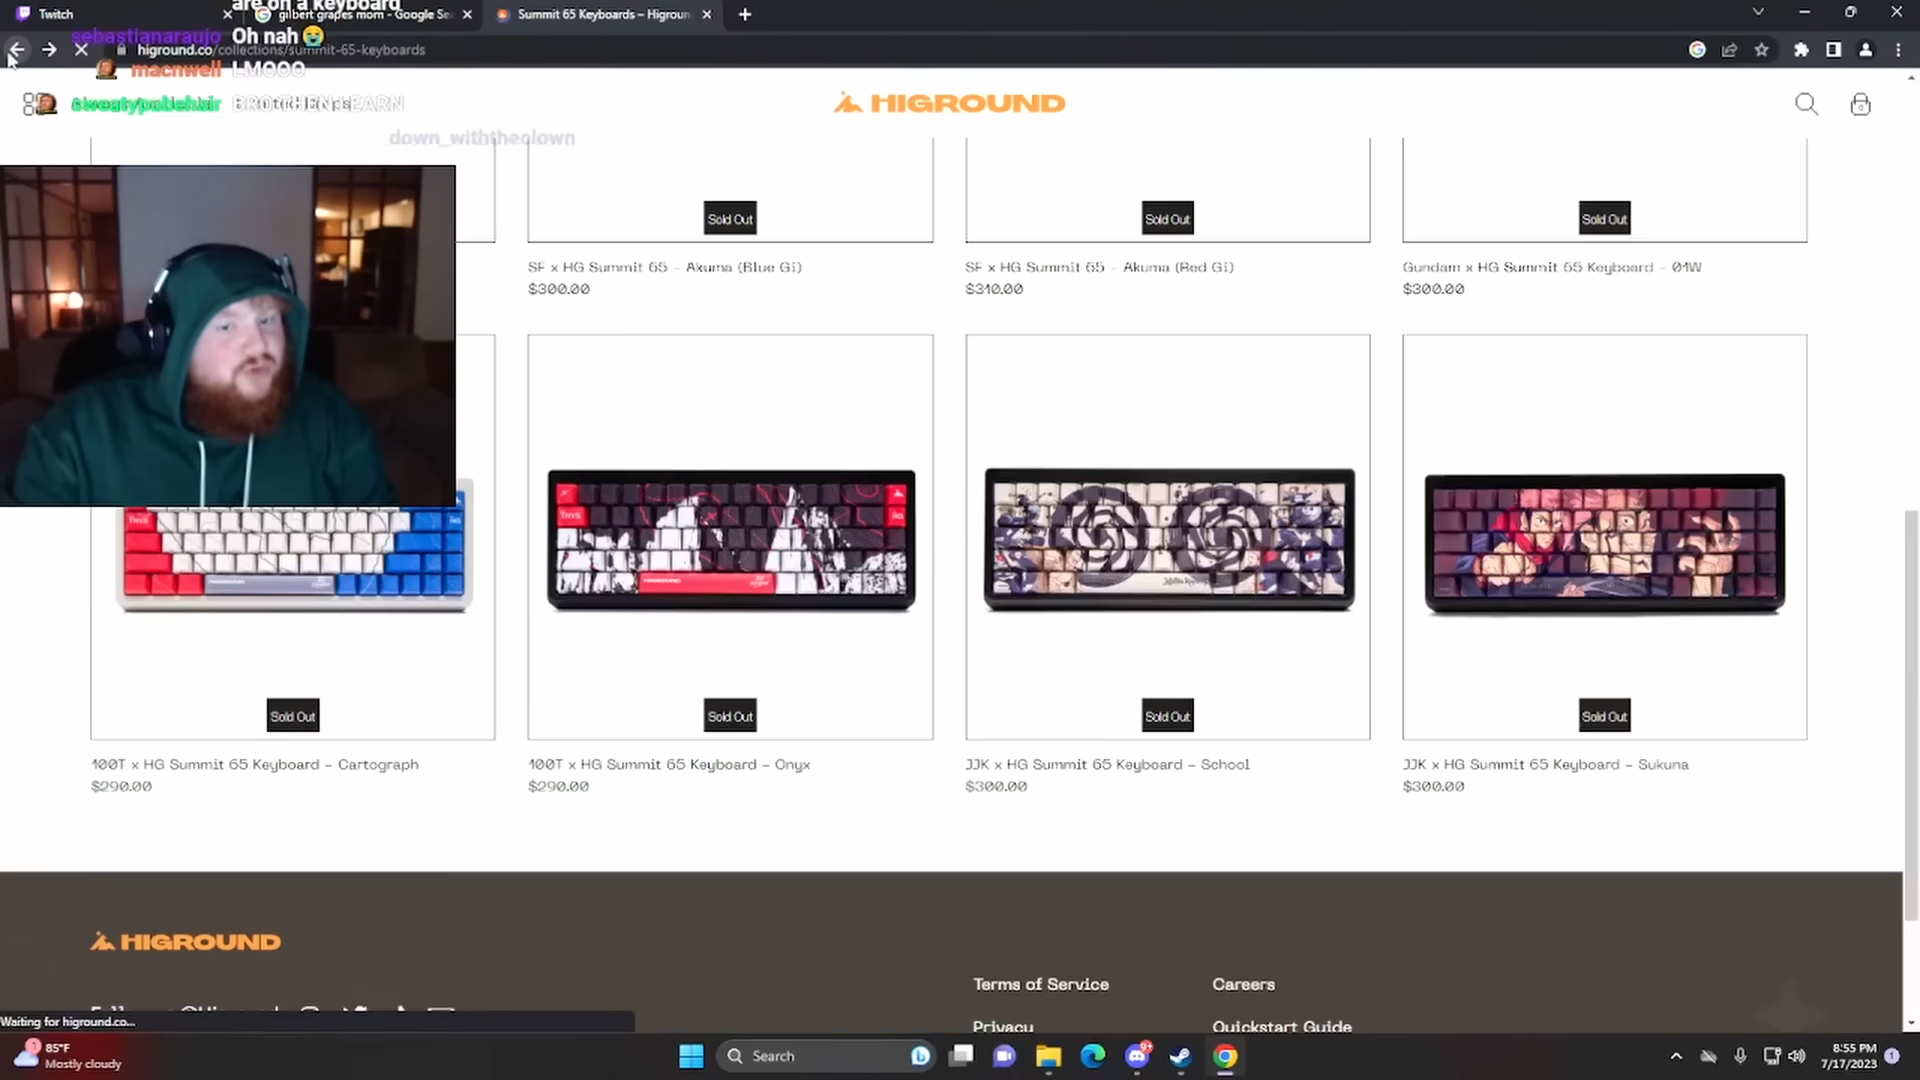 Twitch
gilbert grapes mom - Google Se
Summit 65 Keyboards – Higroun
are on a keyboard
sebastianaraujo Oh nah 😭
higround.co/collections/summit-65-keyboards
macnwell LMOOO
BRO THEN LEARN
HIGROUND
down_withtheclown
Sold Out
Sold Out
Sold Out
SF x HG Summit 65 - Akuma (Blue Gi)
$300.00
SF x HG Summit 65 - Akuma (Red Gi)
$310.00
Gundam x HG Summit 65 Keyboard - 01W
$300.00
Sold Out
Sold Out
Sold Out
Sold Out
100T x HG Summit 65 Keyboard – Cartograph
$290.00
100T x HG Summit 65 Keyboard – Onyx
$290.00
JJK x HG Summit 65 Keyboard – School
$300.00
JJK x HG Summit 65 Keyboard – Sukuna
$300.00
HIGROUND
Terms of Service
Careers
Privacy
Quickstart Guide
Waiting for higround.co...
85°F
Mostly cloudy
Search
8:55 PM
7/17/2023